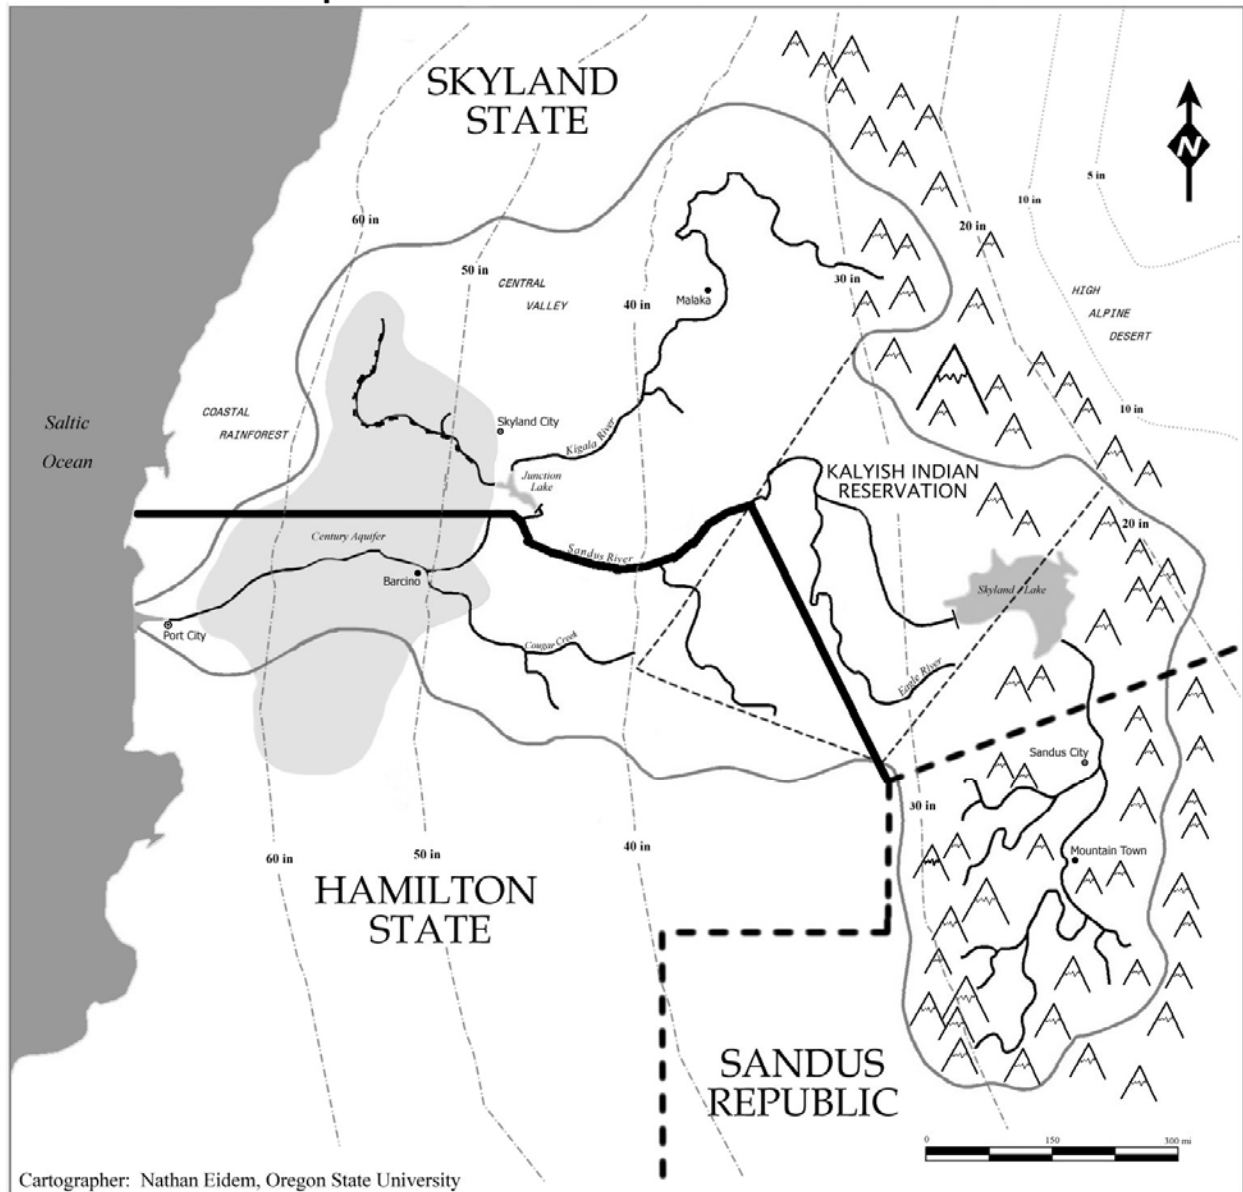 SKYLAND
STATE
N
5 in
10 in
60 in
20 in
50 in
CENTRAL
VALLEY
30 in
40 in
Malaka
HIGH
ALPINE
DESERT
COASTAL
RAINFOREST
10 in
Saltic
Ocean
Skyland City
Kigala River
Junction
Lake
KALYISH INDIAN
RESERVATION
20 in
Century Aquifer
Sandus River
Barcino
Skyland Lake
Port City
Cougar Creek
Eagle River
Sandus City
30 in
60 in
50 in
40 in
Mountain Town
HAMILTON
STATE
SANDUS
REPUBLIC
0 150 300 mi
Cartographer: Nathan Eidem, Oregon State University